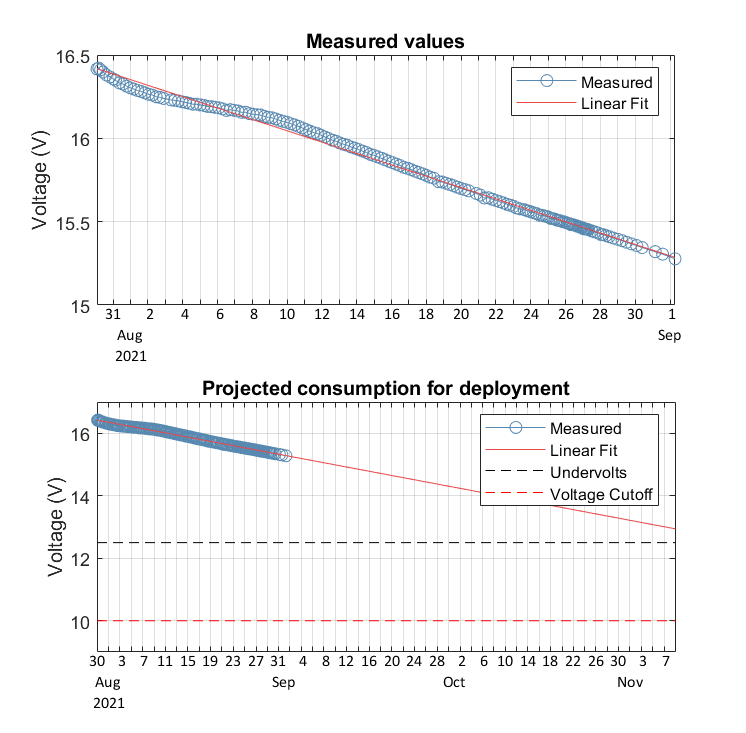 Measured values
16.5
16
15.5
15
Voltage (V)
Measured
Linear Fit
31 2 4 6 8 10 12 14 16 18 20 22 24 26 28 30 1
Aug Sep
2021
Projected consumption for deployment
16
14
12
10
Voltage (V)
Measured
Linear Fit
Undervolts
Voltage Cutoff
30 3 7 11 15 19 23 27 31 4 8 12 16 20 24 28 2 6 10 14 18 22 26 30 3 7
Aug Sep Oct Nov
2021